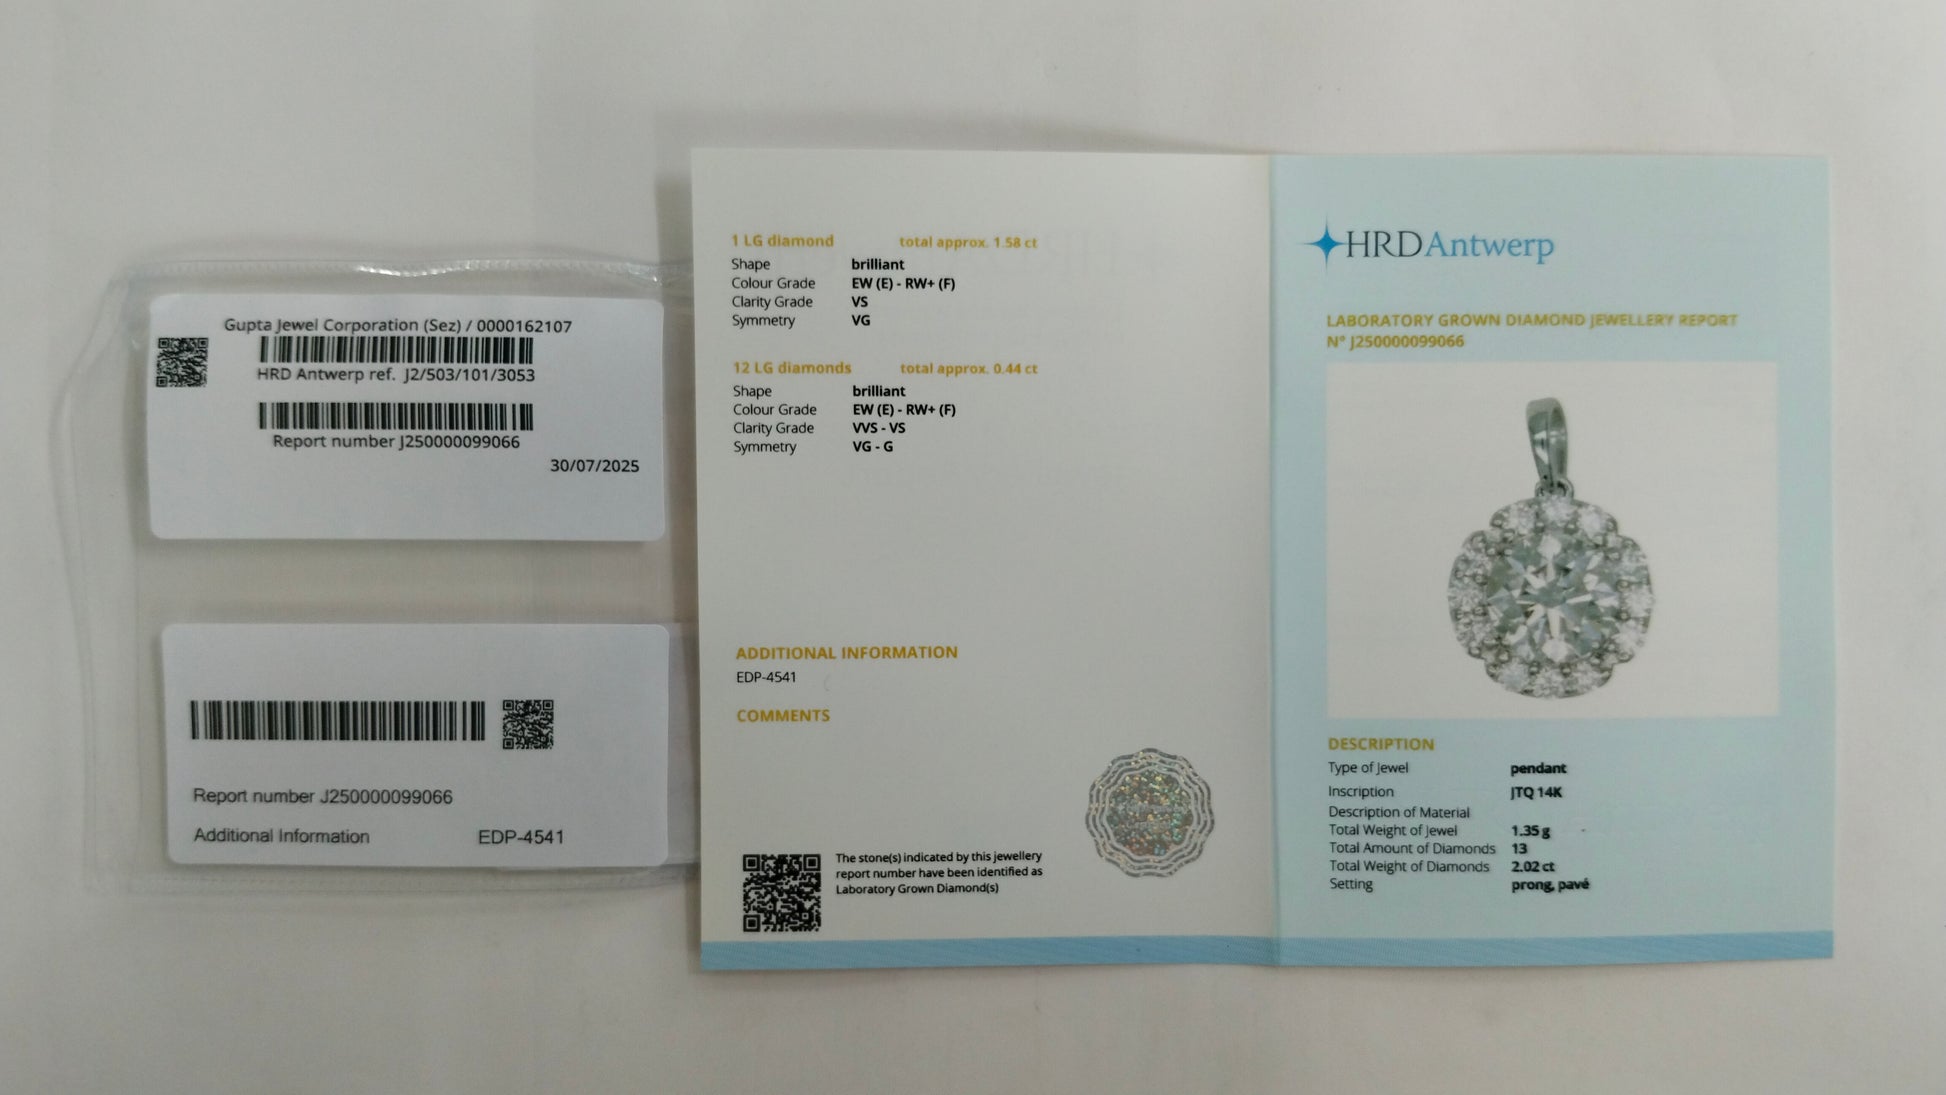 Gupta Jewel Corporation (Sez) / 0000162107
HRD Antwerp ref. J2/503/101/3053
Report number J250000099066
30/07/2025
Report number J250000099066
Additional Information EDP-4541
1 LG diamond total approx. 1.58 ct
Shape brilliant
Colour Grade EW (E) - RW+ (F)
Clarity Grade VS
Symmetry VG
12 LG diamonds total approx. 0.44 ct
Shape brilliant
Colour Grade EW (E) - RW+ (F)
Clarity Grade VVS - VS
Symmetry VG - G
ADDITIONAL INFORMATION
EDP-4541
COMMENTS
The stone(s) indicated by this jewellery
report number have been identified as
Laboratory Grown Diamond(s)
HRD Antwerp
LABORATORY GROWN DIAMOND JEWELLERY REPORT
N° J250000099066
DESCRIPTION
Type of Jewel pendant
Inscription JTQ 14K
Description of Material
Total Weight of Jewel 1.35 g
Total Amount of Diamonds 13
Total Weight of Diamonds 2.02 ct
Setting prong, pavé